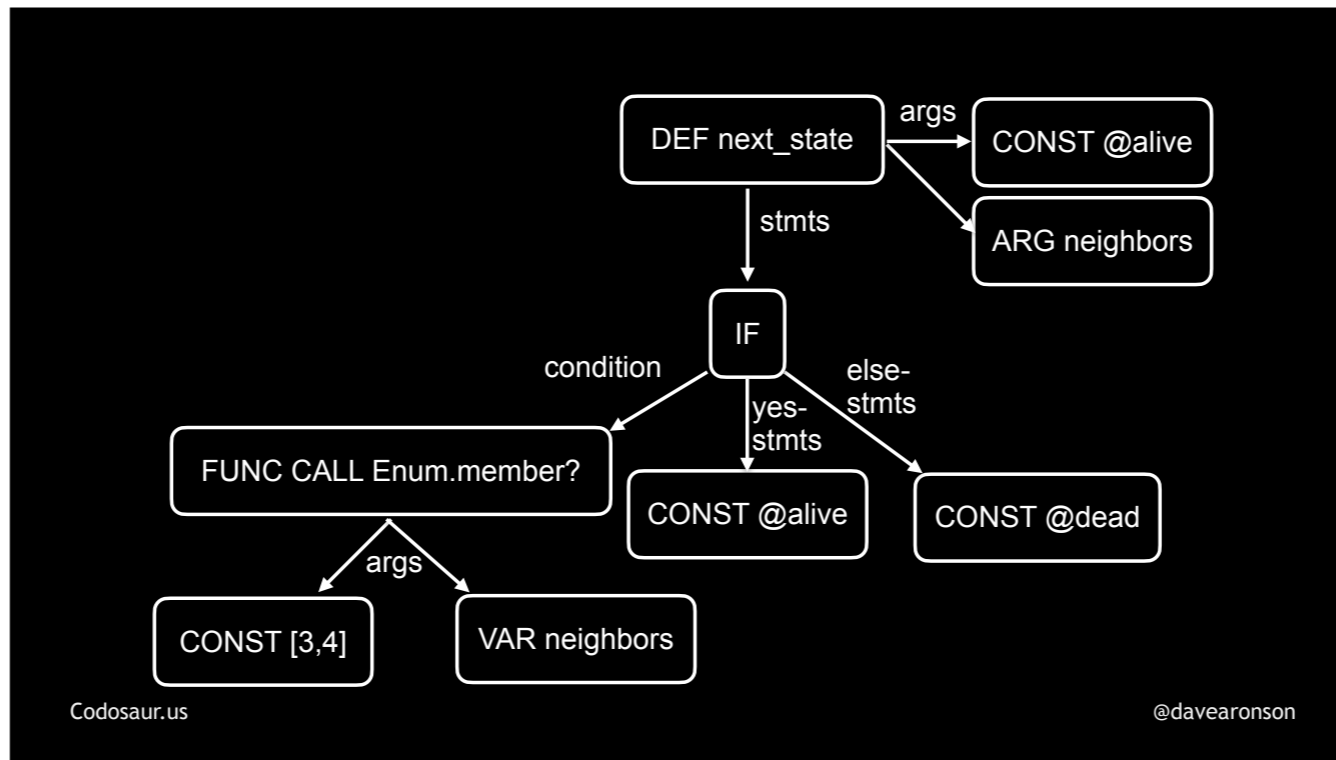 args
DEF next_state
CONST @alive
stmts
ARG neighbors
IF
condition
else-
stmts
yes-
stmts
FUNC CALL Enum.member?
CONST @alive
CONST @dead
args
CONST [3,4]
VAR neighbors
Codosaur.us
@davearonson